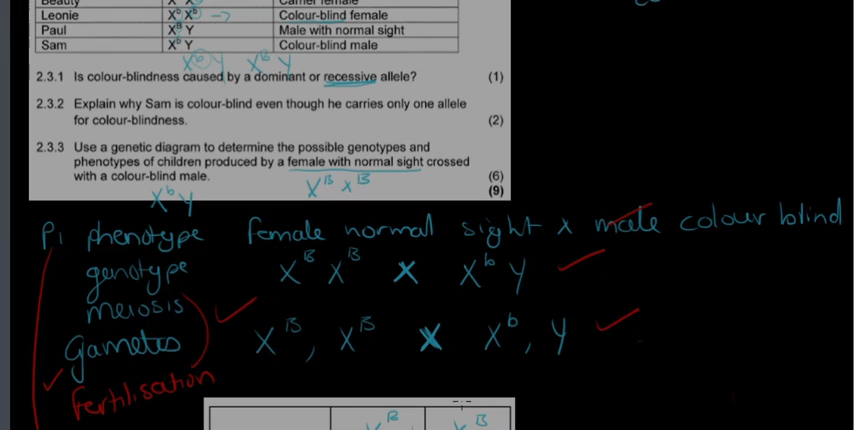 Beauty Carrier female
Leonie X^b X^b → Colour-blind female
Paul X^B Y Male with normal sight
Sam X^b Y Colour-blind male
X^b Y X^B Y
2.3.1 Is colour-blindness caused by a dominant or recessive allele? (1)
2.3.2 Explain why Sam is colour-blind even though he carries only one allele
for colour-blindness. (2)
2.3.3 Use a genetic diagram to determine the possible genotypes and
phenotypes of children produced by a female with normal sight crossed
with a colour-blind male. (6)
(9)
X^b Y X^B X^B
P1 phenotype female normal sight x male colour blind
genotype X^B X^B x X^b Y
meiosis
Gametes X^B, X^B x X^b, Y
fertilisation
X^B X^B